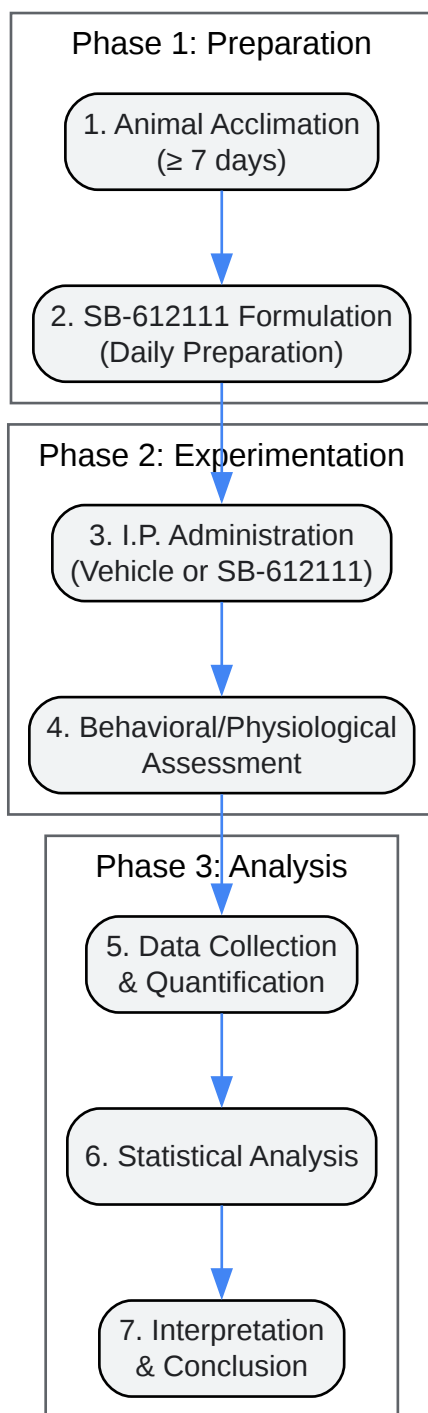 Phase 1: Preparation
1. Animal Acclimation
(≥ 7 days)
2. SB-612111 Formulation
(Daily Preparation)
Phase 2: Experimentation
3. I.P. Administration
(Vehicle or SB-612111)
4. Behavioral/Physiological
Assessment
Phase 3: Analysis
5. Data Collection
& Quantification
6. Statistical Analysis
7. Interpretation
& Conclusion